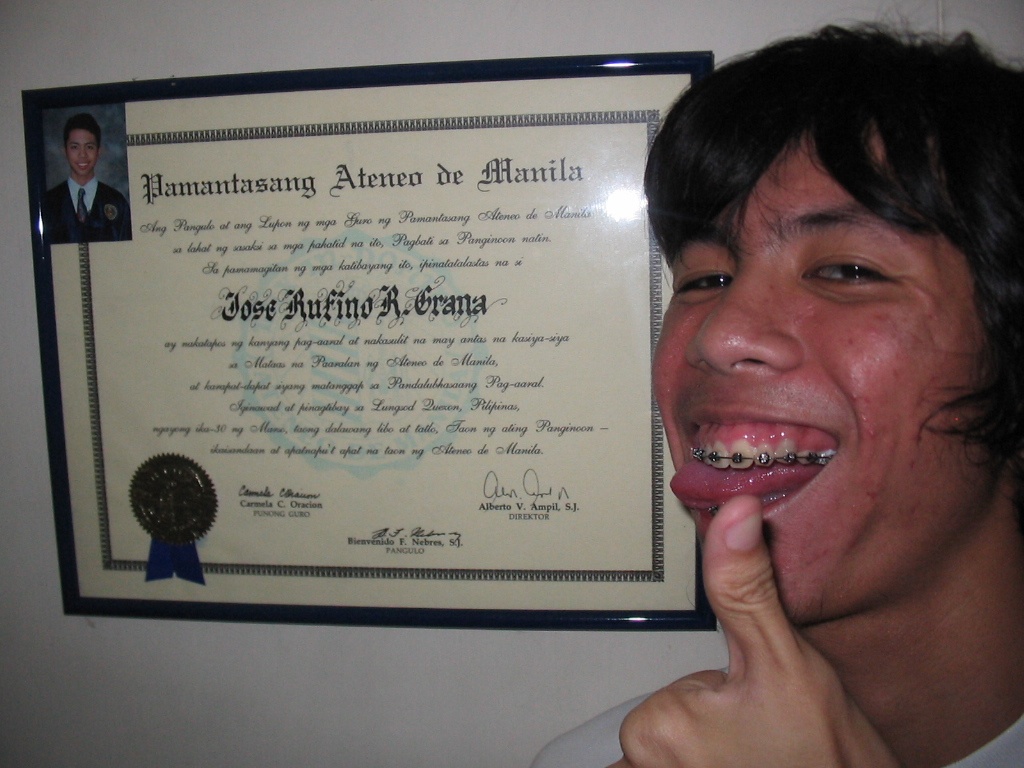 Pamantasang Ateneo de Manila
Ang Pangulo at ang Lupon ng mga Guro ng Pamantasang Ateneo de Manila
sa lahat ng sasaksi sa mga pahatid na ito, Pagbati sa Panginoon natin.
Sa pamamagitan ng mga katibayang ito, ipinatatalastas na si
Jose Rufino R. Grana
ay nakatapos ng kanyang pag-aaral at nakasulit na may antas na kasiya-siya
sa Mataas na Paaralan ng Ateneo de Manila,
at karapat-dapat siyang matanggap sa Pandalubhasaang Pag-aaral.
Iginawad at pinagtibay sa Lungsod Quezon, Pilipinas,
ngayong ika-30 ng Marso, taong dalawang libo at tatlo, Taon ng ating Panginoon –
ikaisandaan at apatnapu't apat na taon ng Ateneo de Manila.
Carmela C. Oracion
PUNONG GURO
Alberto V. Ampil, S.J.
DIREKTOR
Bienvenido F. Nebres, S.J.
PANGULO